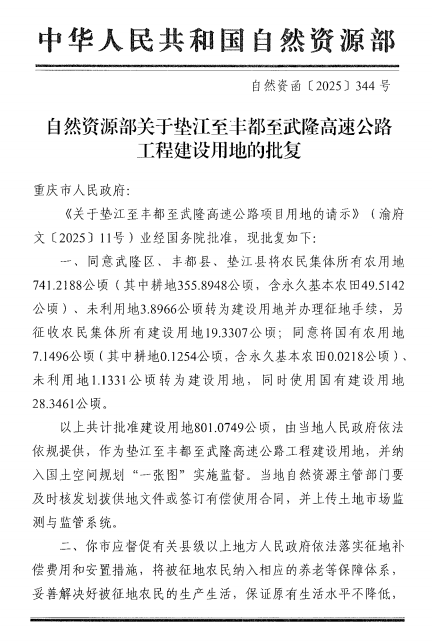 中华人民共和国自然资源部
自然资函〔2025〕344 号
自然资源部关于垫江至丰都至武隆高速公路
工程建设用地的批复
重庆市人民政府：
《关于垫江至丰都至武隆高速公路项目用地的请示》（渝府
文〔2025〕11号）业经国务院批准，现批复如下：
一、同意武隆区、丰都县、垫江县将农民集体所有农用地
741.2188公顷（其中耕地355.8948公顷，含永久基本农田49.5142
公顷）、未利用地3.8966公顷转为建设用地并办理征地手续，另
征收农民集体所有建设用地19.3307公顷；同意将国有农用地
7.1496公顷（其中耕地0.1254公顷，含永久基本农田0.0218公顷）、
未利用地1.1331公顷转为建设用地，同时使用国有建设用地
28.3461公顷。
以上共计批准建设用地801.0749公顷，由当地人民政府依法
依规提供，作为垫江至丰都至武隆高速公路工程建设用地，并纳
入国土空间规划“一张图”实施监督。当地自然资源主管部门要
及时核发划拨供地文件或签订有偿使用合同，并上传土地市场监
测与监管系统。
二、你市应督促有关县级以上地方人民政府依法落实征地补
偿费用和安置措施，将被征地农民纳入相应的养老等保障体系，
妥善解决好被征地农民的生产生活，保证原有生活水平不降低，